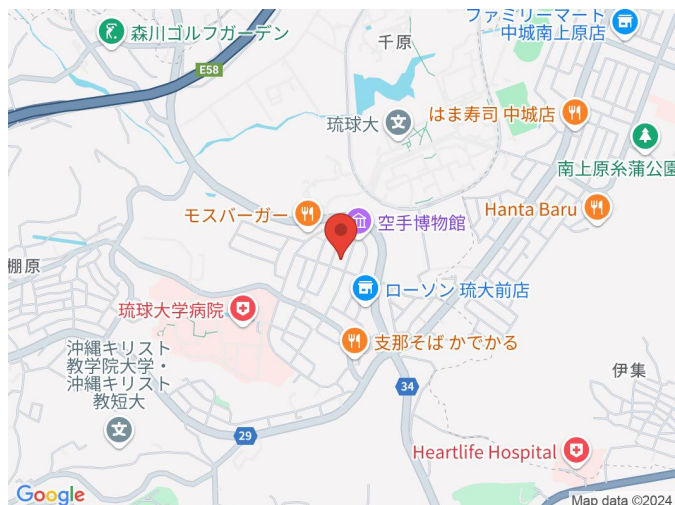 森川ゴルフガーデン
ファミリーマート
中城南上原店
千原
E58
琉球大
はま寿司 中城店
南上原糸蒲公園
モスバーガー
空手博物館
Hanta Baru
棚原
ローソン 琉大前店
琉球大学病院
支那そば かでかる
沖縄キリスト
教学院大学・
沖縄キリスト
教短大
34
伊集
29
Heartlife Hospital
Google
Map data ©2024